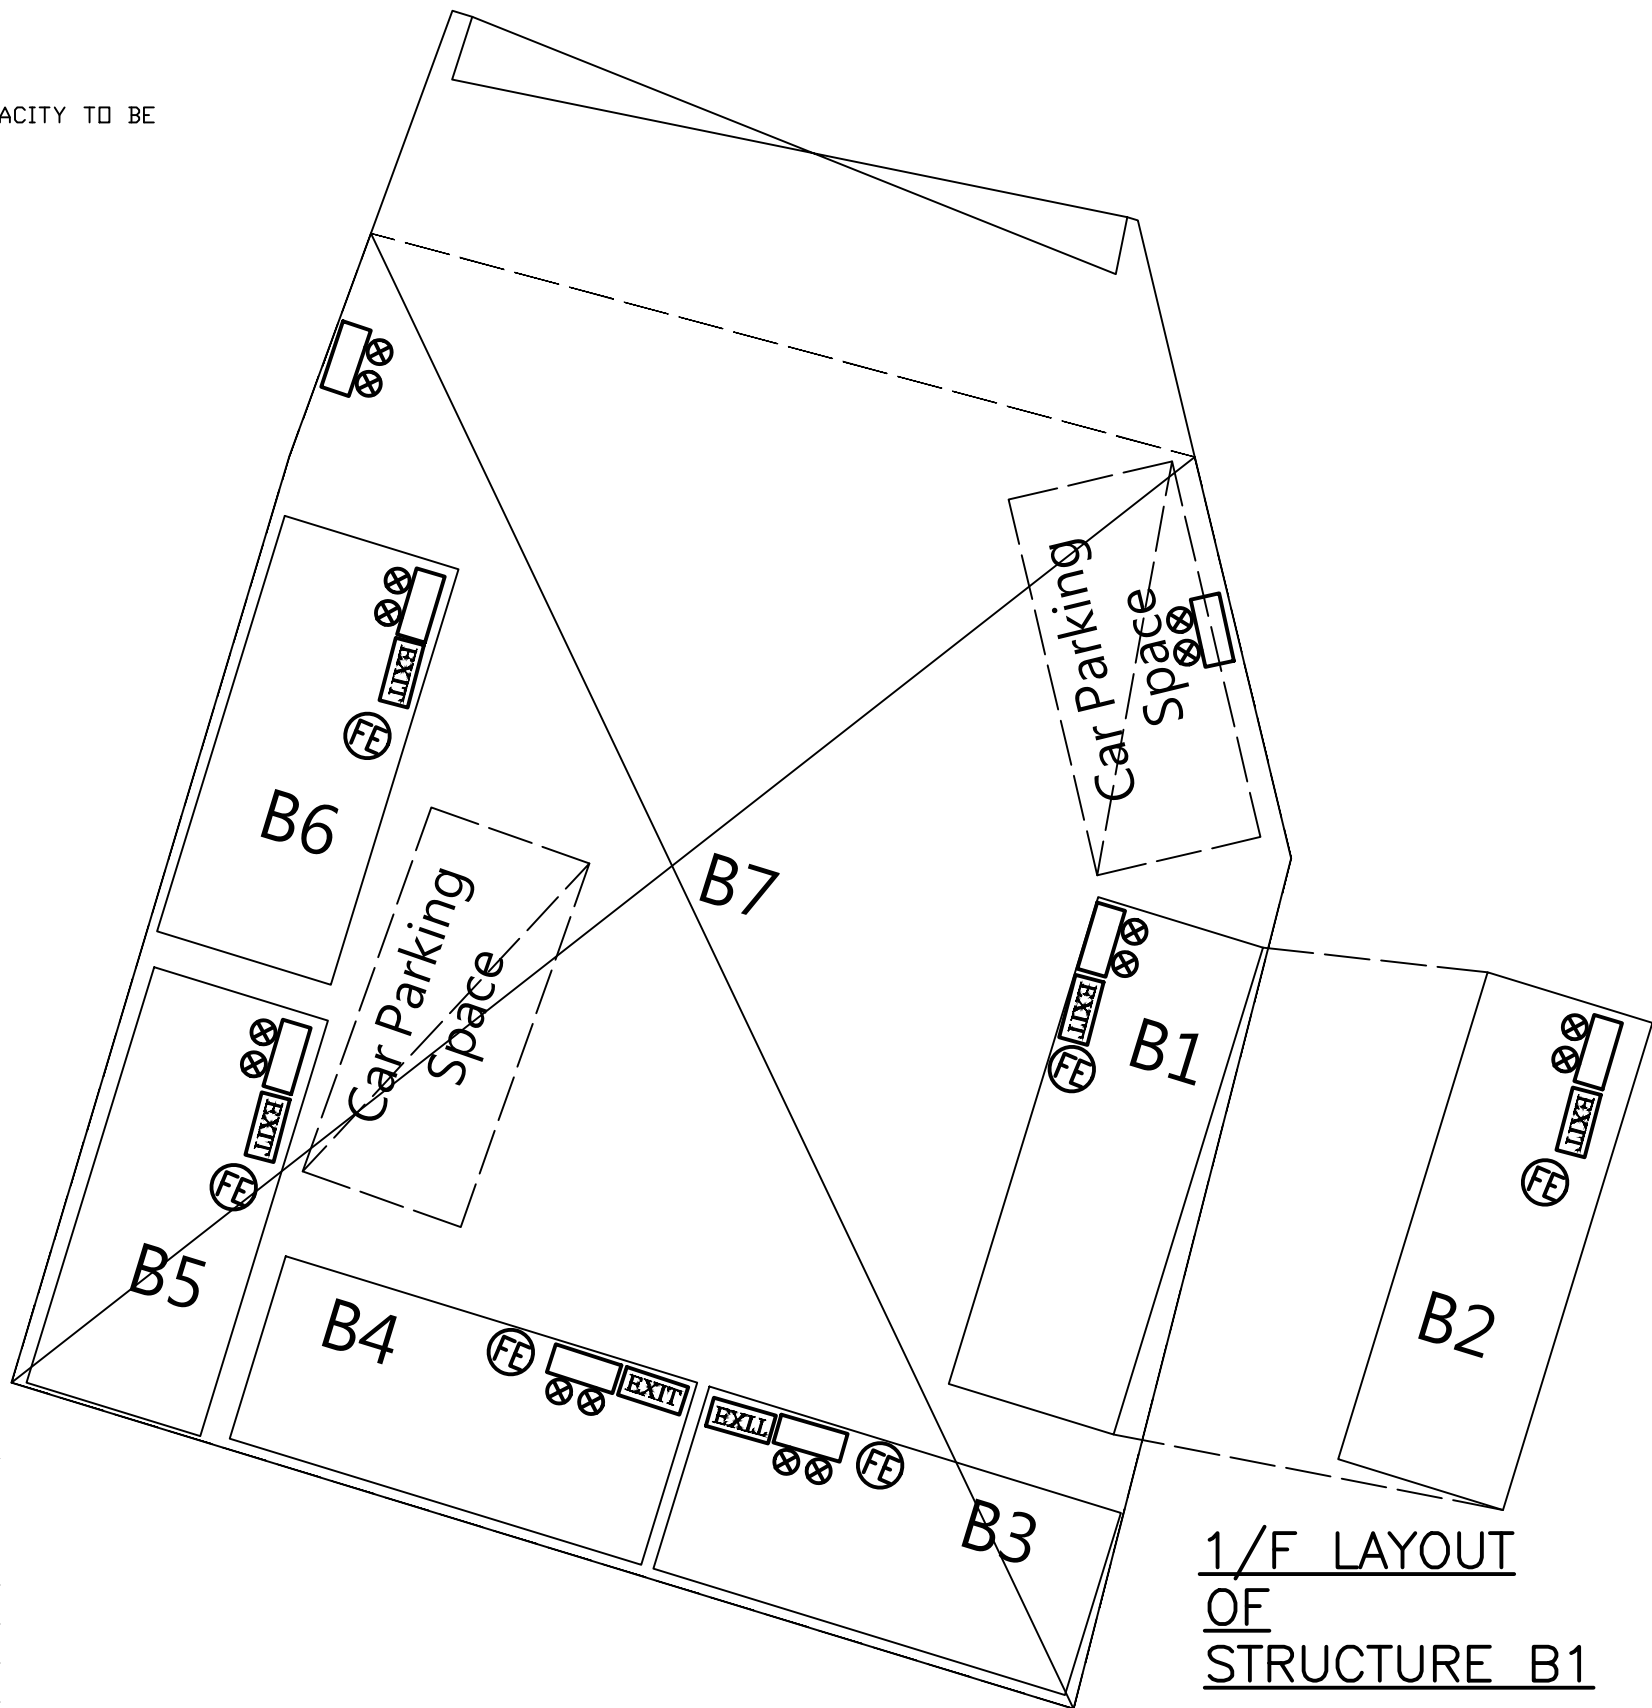 ACITY TO BE
EXIT
FE
B6
Car Parking
Space
B7
Car Parking
Space
EXIT
FE
B1
EXIT
FE
B2
EXIT
FE
B5
B4
FE
EXIT
EXIT
FE
B3
1/F LAYOUT
OF
STRUCTURE B1